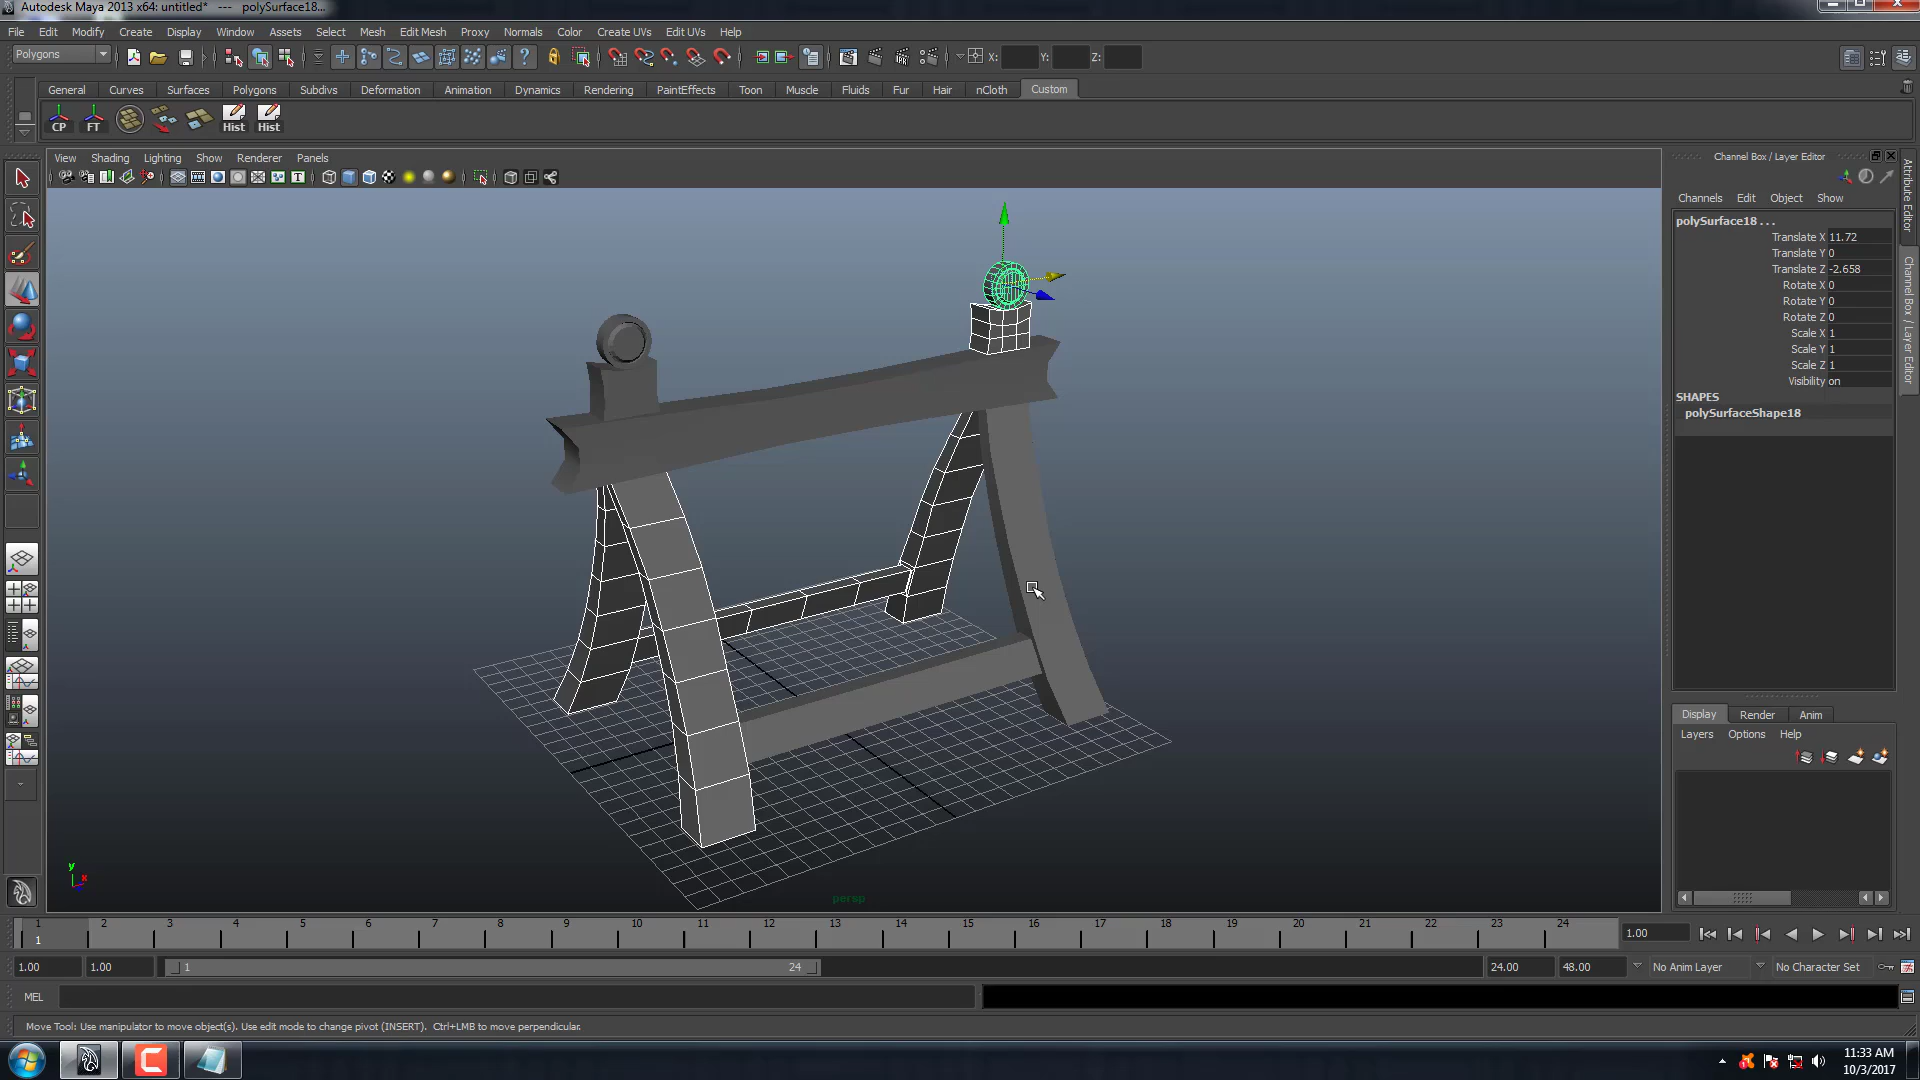 Autodesk Maya 2013 x64: untitled* --- polySurface18...
File Edit Modify Create Display Window Assets Select Mesh Edit Mesh Proxy Normals Color Create UVs Edit UVs Help
Polygons X: Y: Z:
General Curves Surfaces Polygons Subdivs Deformation Animation Dynamics Rendering PaintEffects Toon Muscle Fluids Fur Hair nCloth Custom
CP FT Hist Hist
View Shading Lighting Show Renderer Panels
Channel Box / Layer Editor
Channels Edit Object Show
polySurface18 . . .
Translate X 11.72
Translate Y 0
Translate Z -2.658
Rotate X 0
Rotate Y 0
Rotate Z 0
Scale X 1
Scale Y 1
Scale Z 1
Visibility on
SHAPES
polySurfaceShape18
Attribute Editor
Channel Box / Layer Editor
Display Render Anim
Layers Options Help
y
x
persp
1 2 3 4 5 6 7 8 9 10 11 12 13 14 15 16 17 18 19 20 21 22 23 24
1
1.00
1.00 1.00 1 24 24.00 48.00 No Anim Layer No Character Set
MEL
Move Tool: Use manipulator to move object(s). Use edit mode to change pivot (INSERT). Ctrl+LMB to move perpendicular.
11:33 AM
10/3/2017